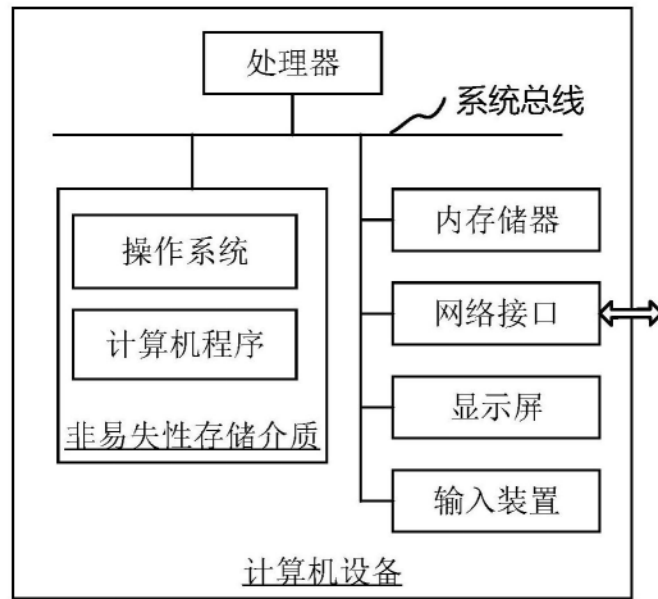 处理器
系统总线
操作系统
计算机程序
非易失性存储介质
内存储器
网络接口
显示屏
输入装置
计算机设备